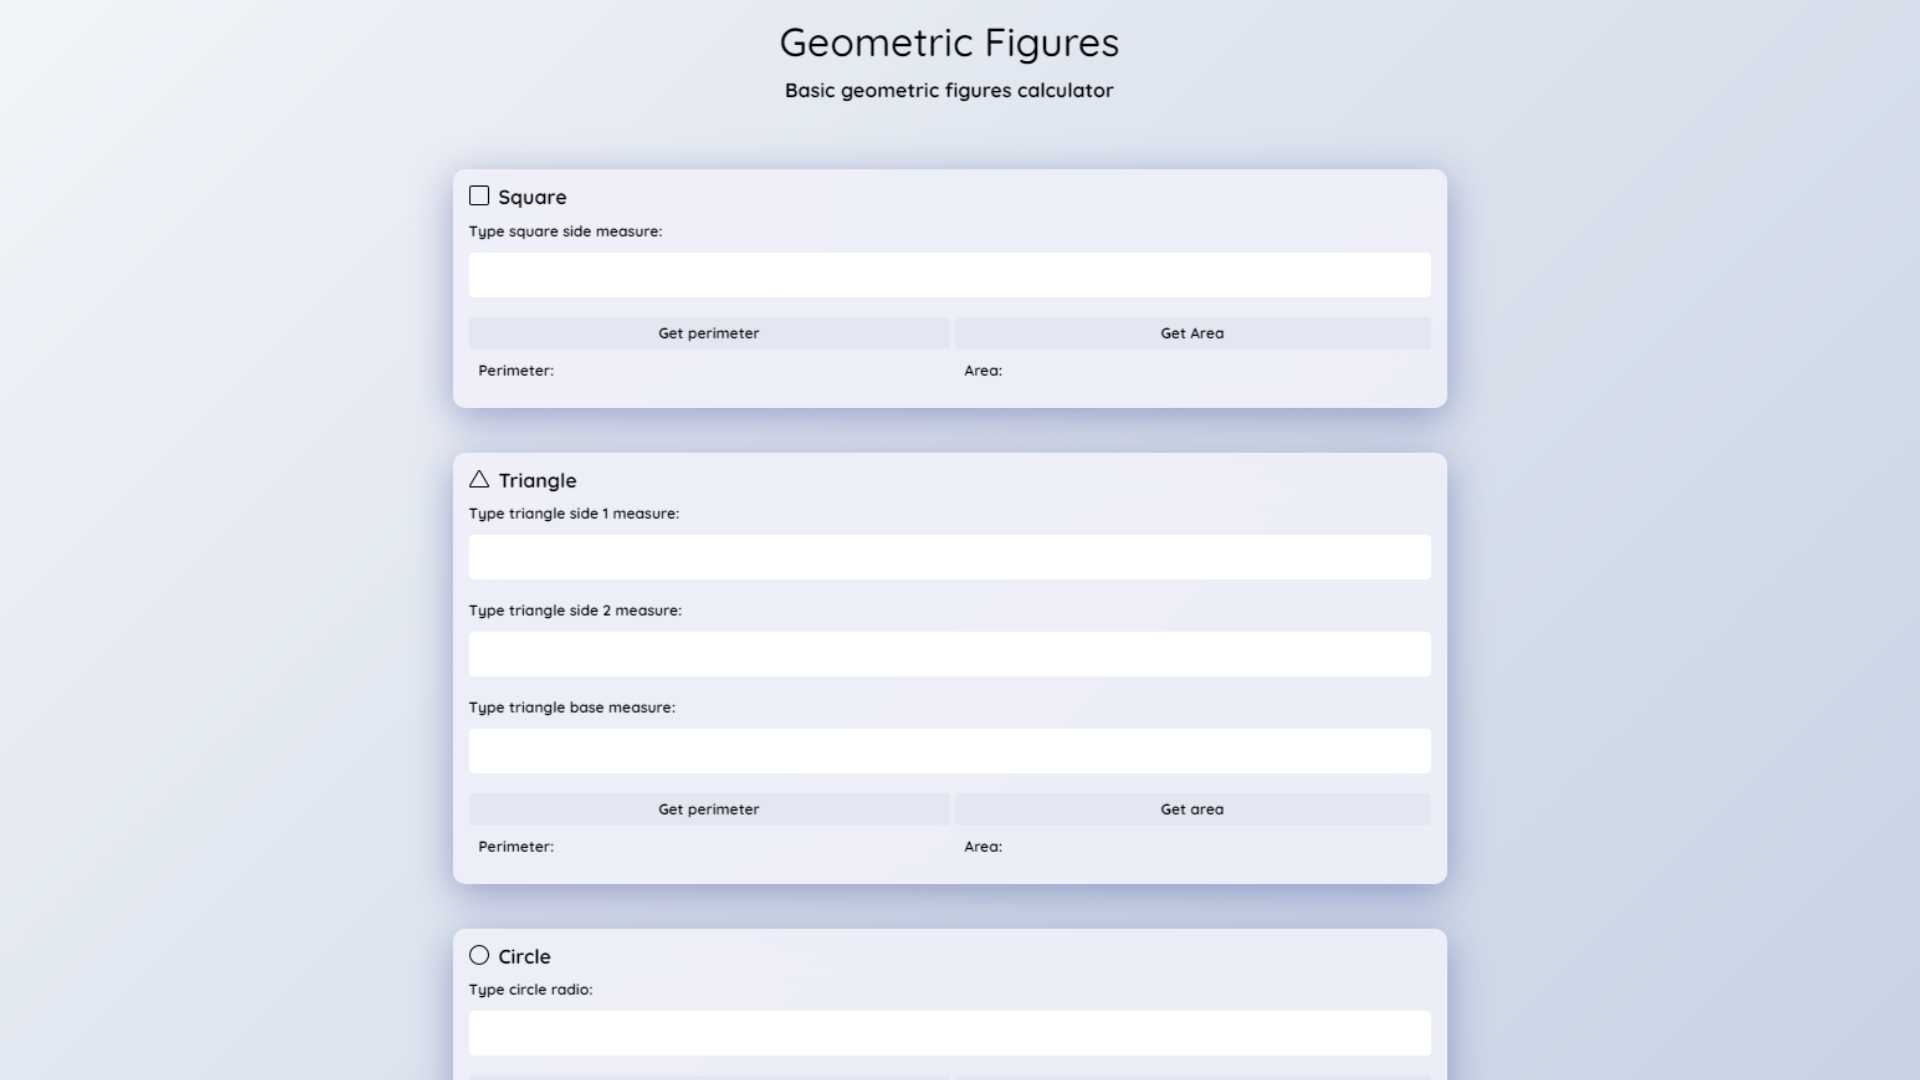 Geometric Figures
Basic geometric figures calculator
Square
Type square side measure:
Get perimeter Get Area
Perimeter: Area:
Triangle
Type triangle side 1 measure:
Type triangle side 2 measure:
Type triangle base measure:
Get perimeter Get area
Perimeter: Area:
Circle
Type circle radio: